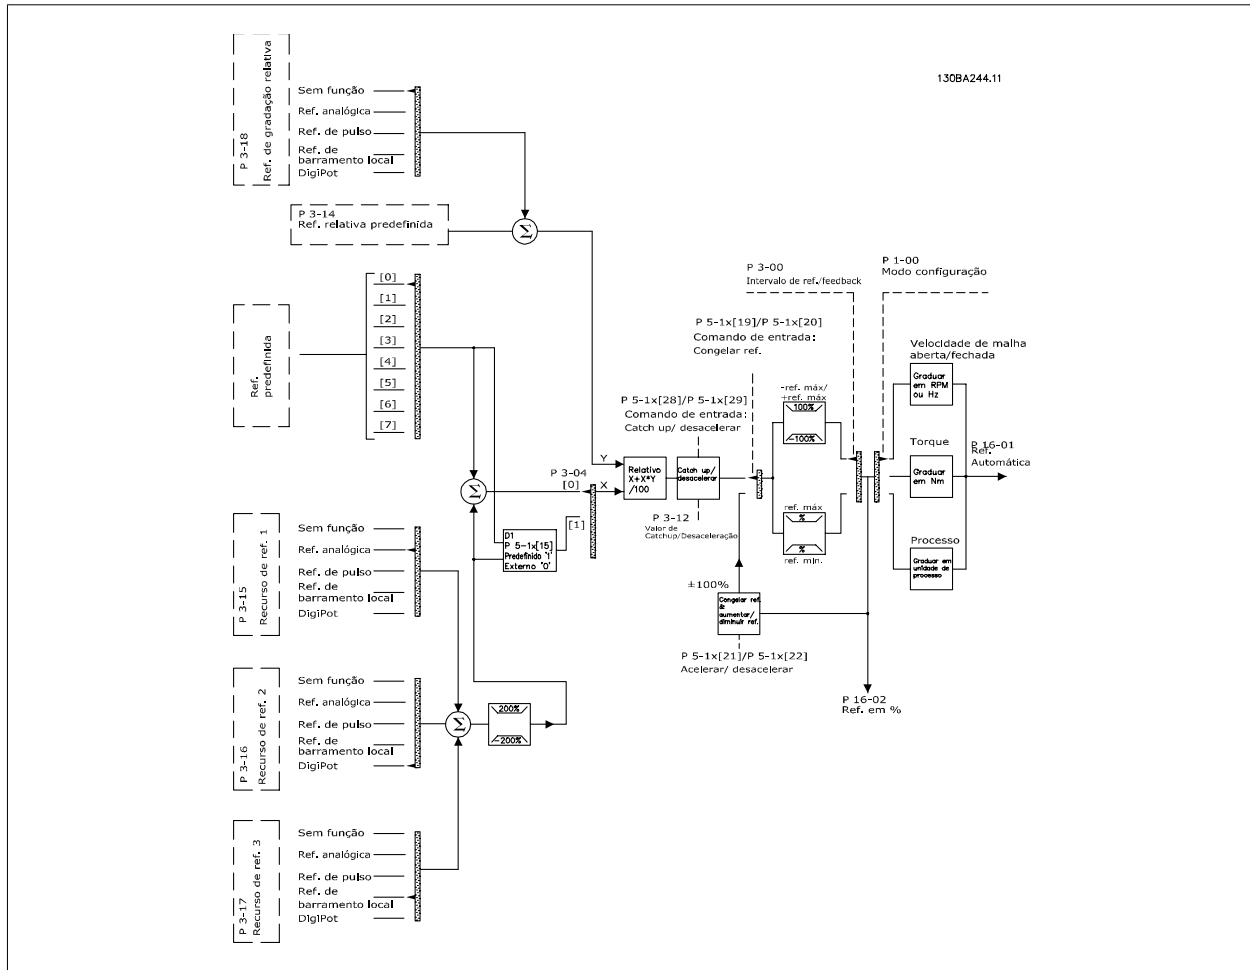 130BA244.11
P 3-18
Ref. de gradação relativa
Sem função
Ref. analógica
Ref. de pulso
Ref. de
barramento local
DigiPot
P 3-14
Ref. relativa predefinida
Σ
Ref.
predefinida
[0]
[1]
[2]
[3]
[4]
[5]
[6]
[7]
Σ
P 3-04
[0]
[1]
D1
P 5-1x[15]
Predefinido '1'
Externo '0'
Y
X
Relativo
X+X*Y
/100
P 5-1x[28]/P 5-1x[29]
Comando de entrada:
Catch up/ desacelerar
Catch up/
desacelerar
P 3-12
Valor de
Catchup/Desaceleração
P 5-1x[19]/P 5-1x[20]
Comando de entrada:
Congelar ref.
P 3-00
Intervalo de ref./feedback
P 1-00
Modo configuração
-ref. máx/
+ref. máx
100%
-100%
ref. máx
%
%
ref. mín.
±100%
Congelar ref.
&
aumentar/
diminuir ref.
P 5-1x[21]/P 5-1x[22]
Acelerar/ desacelerar
P 16-02
Ref. em %
Velocidade de malha
aberta/fechada
Graduar
em RPM
ou Hz
Torque
Graduar
em Nm
Processo
Graduar em
unidade de
processo
P 16-01
Ref.
Automática
P 3-15
Recurso de ref. 1
Sem função
Ref. analógica
Ref. de pulso
Ref. de
barramento local
DigiPot
P 3-16
Recurso de ref. 2
Sem função
Ref. analógica
Ref. de pulso
Ref. de
barramento local
DigiPot
Σ
200%
-200%
P 3-17
Recurso de ref. 3
Sem função
Ref. analógica
Ref. de pulso
Ref. de
barramento local
DigiPot